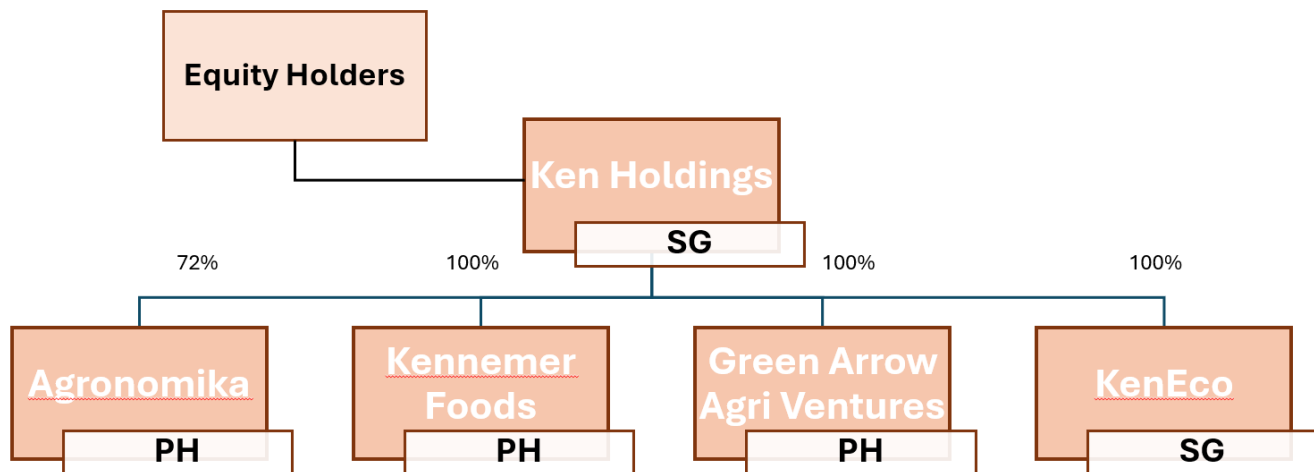 Equity Holders
Ken Holdings
SG
72%
100%
100%
100%
Agronomika
PH
Kennemer
Foods
PH
Green Arrow
Agri Ventures
PH
KenEco
SG